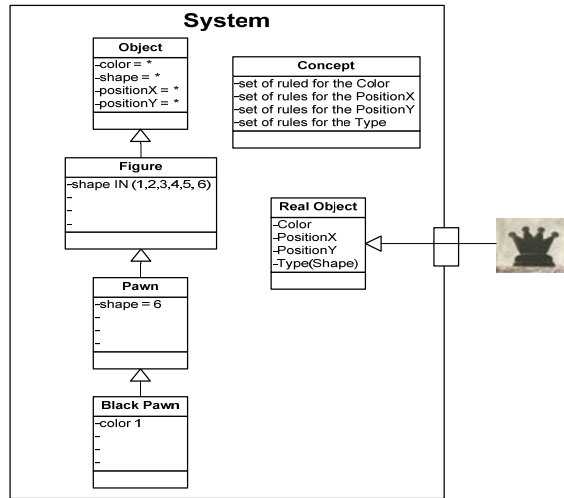 System
Object
-color = *
-shape = *
-positionX = *
-positionY = *
Concept
-set of ruled for the Color
-set of rules for the PositionX
-set of rules for the PositionY
-set of rules for the Type
Figure
-shape IN (1,2,3,4,5, 6)
-
-
-
Real Object
-Color
-PositionX
-PositionY
-Type(Shape)
Pawn
-shape = 6
-
-
-
Black Pawn
-color 1
-
-
-